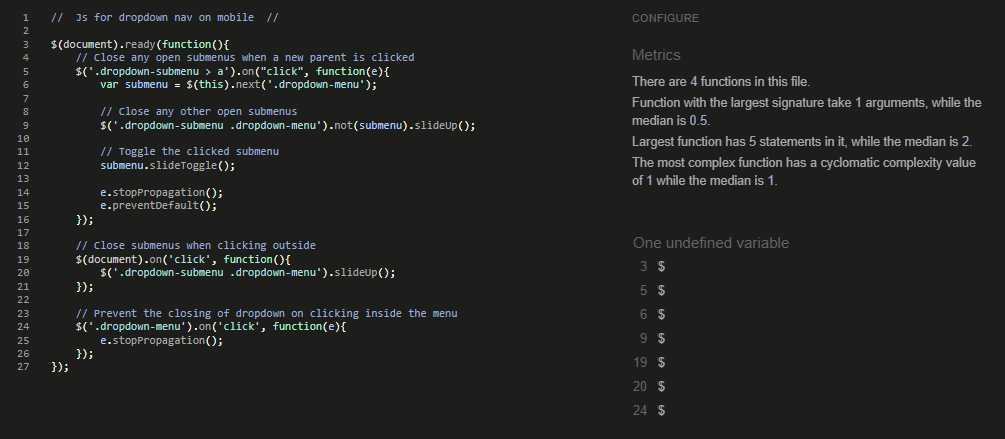 1 // Js for dropdown nav on mobile //
2
3 $(document).ready(function(){
4 // Close any open submenus when a new parent is clicked
5 $('.dropdown-submenu > a').on("click", function(e){
6 var submenu = $(this).next('.dropdown-menu');
7
8 // Close any other open submenus
9 $('.dropdown-submenu .dropdown-menu').not(submenu).slideUp();
10
11 // Toggle the clicked submenu
12 submenu.slideToggle();
13
14 e.stopPropagation();
15 e.preventDefault();
16 });
17
18 // Close submenus when clicking outside
19 $(document).on('click', function(){
20 $('.dropdown-submenu .dropdown-menu').slideUp();
21 });
22
23 // Prevent the closing of dropdown on clicking inside the menu
24 $('.dropdown-menu').on('click', function(e){
25 e.stopPropagation();
26 });
27 });
CONFIGURE
Metrics
There are 4 functions in this file.
Function with the largest signature take 1 arguments, while the
median is 0.5.
Largest function has 5 statements in it, while the median is 2.
The most complex function has a cyclomatic complexity value
of 1 while the median is 1.
One undefined variable
3 $
5 $
6 $
9 $
19 $
20 $
24 $